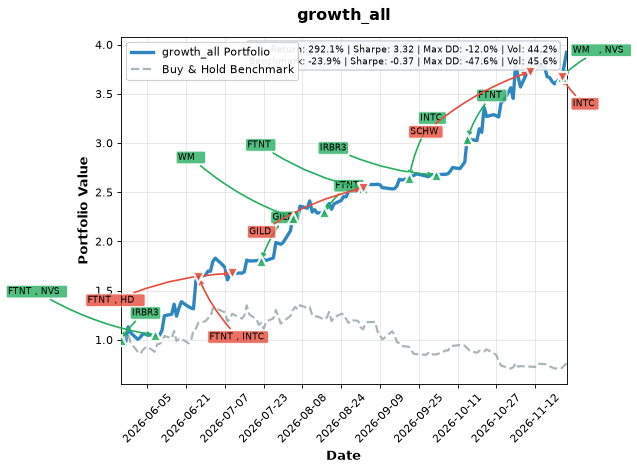 growth_all
Return: 292.1% | Sharpe: 3.32 | Max DD: -12.0% | Vol: 44.2%
Benchmark: -23.9% | Sharpe: -0.37 | Max DD: -47.6% | Vol: 45.6%
growth_all Portfolio
Buy & Hold Benchmark
WM , NVS
FTNT
INTC
INTC
SCHW
FTNT
IRBR3
WM
FTNT
GILD
GILD
FTNT , NVS
FTNT , HD
IRBR3
FTNT , INTC
4.0
3.5
3.0
2.5
2.0
1.5
1.0
Portfolio Value
2026-06-05
2026-06-21
2026-07-07
2026-07-23
2026-08-08
2026-08-24
2026-09-09
2026-09-25
2026-10-11
2026-10-27
2026-11-12
Date